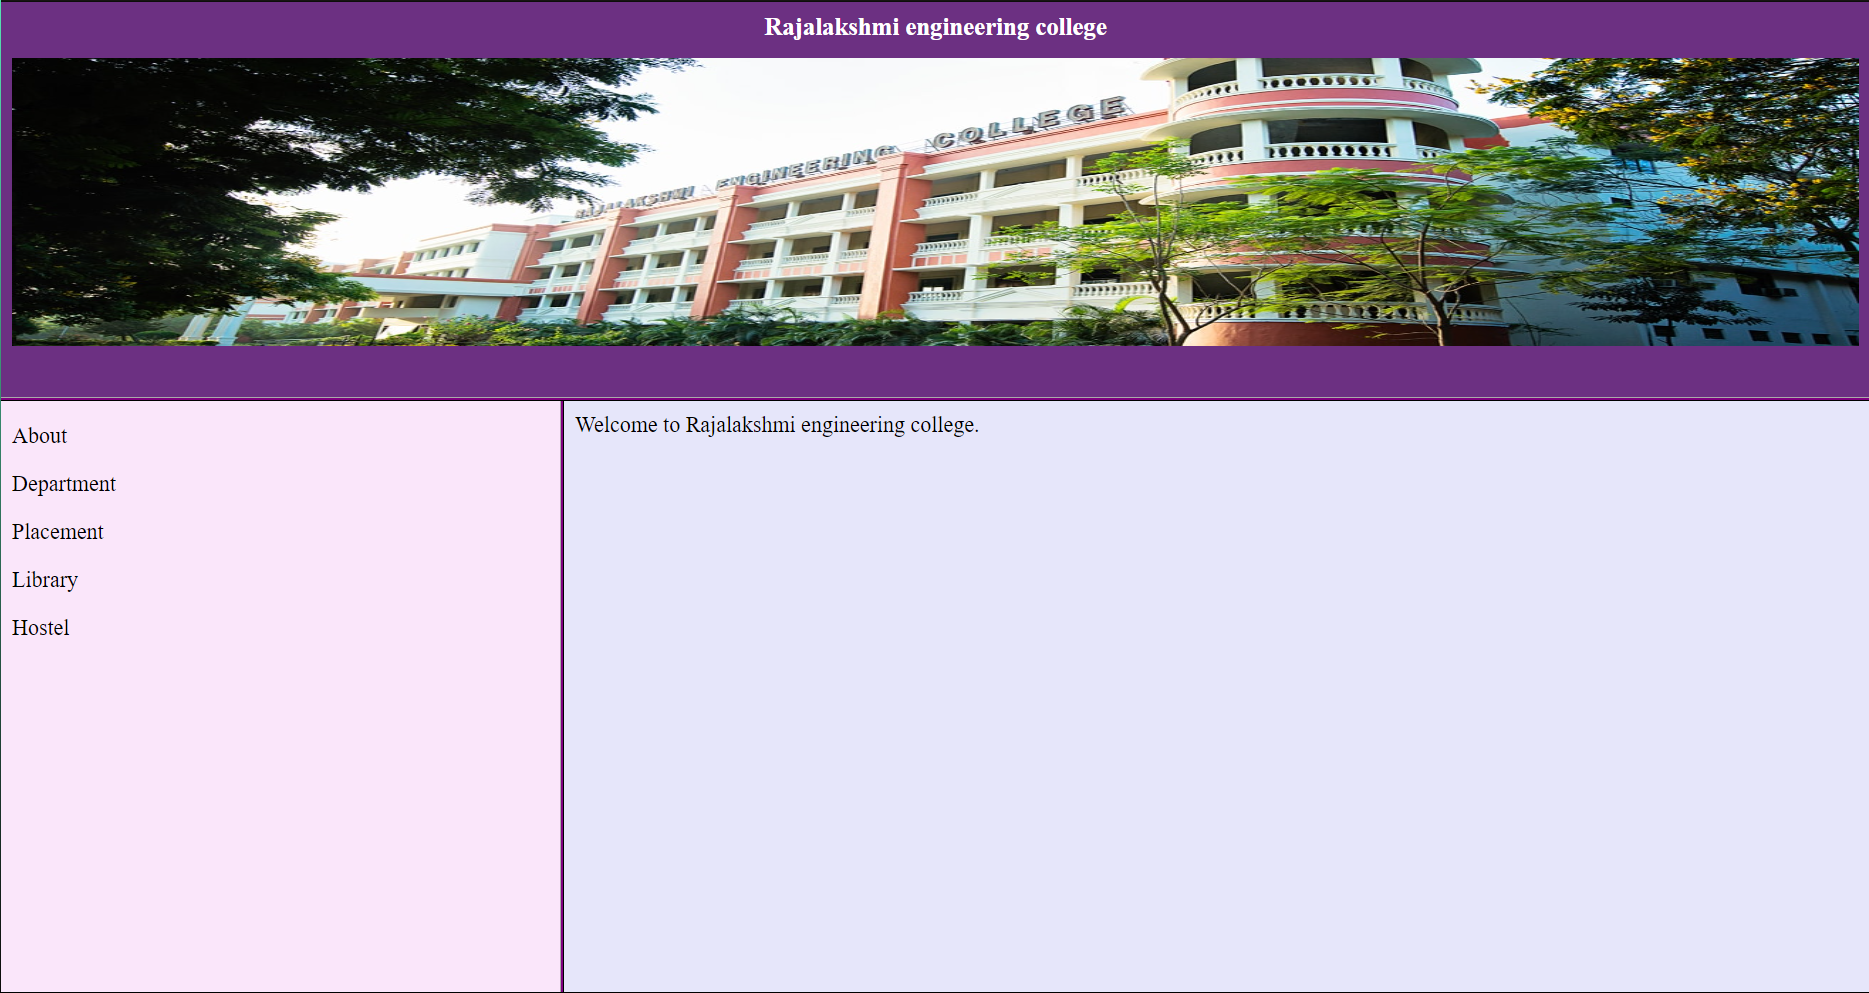 Rajalakshmi engineering college
RAJALAKSHMI ENGINEERING COLLEGE
About
Welcome to Rajalakshmi engineering college.
Department
Placement
Library
Hostel